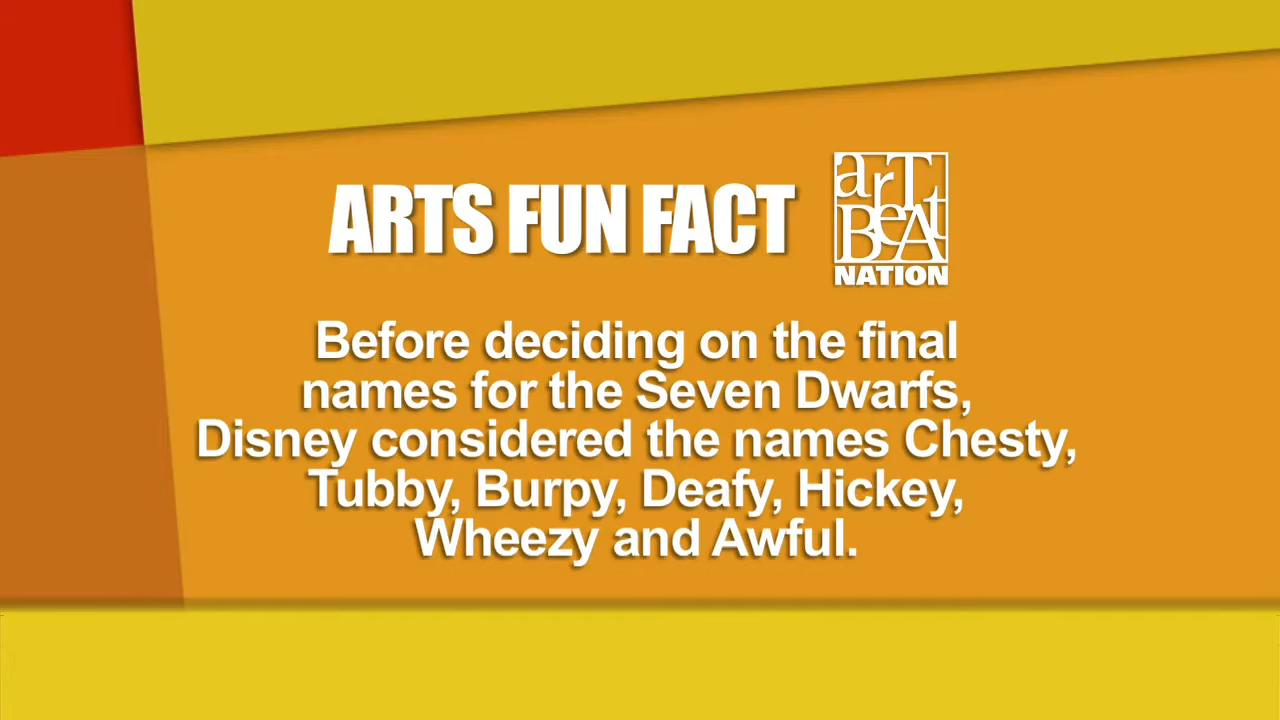 ARTS FUN FACT
arT
BeAt
NATION
Before deciding on the final
names for the Seven Dwarfs,
Disney considered the names Chesty,
Tubby, Burpy, Deafy, Hickey,
Wheezy and Awful.